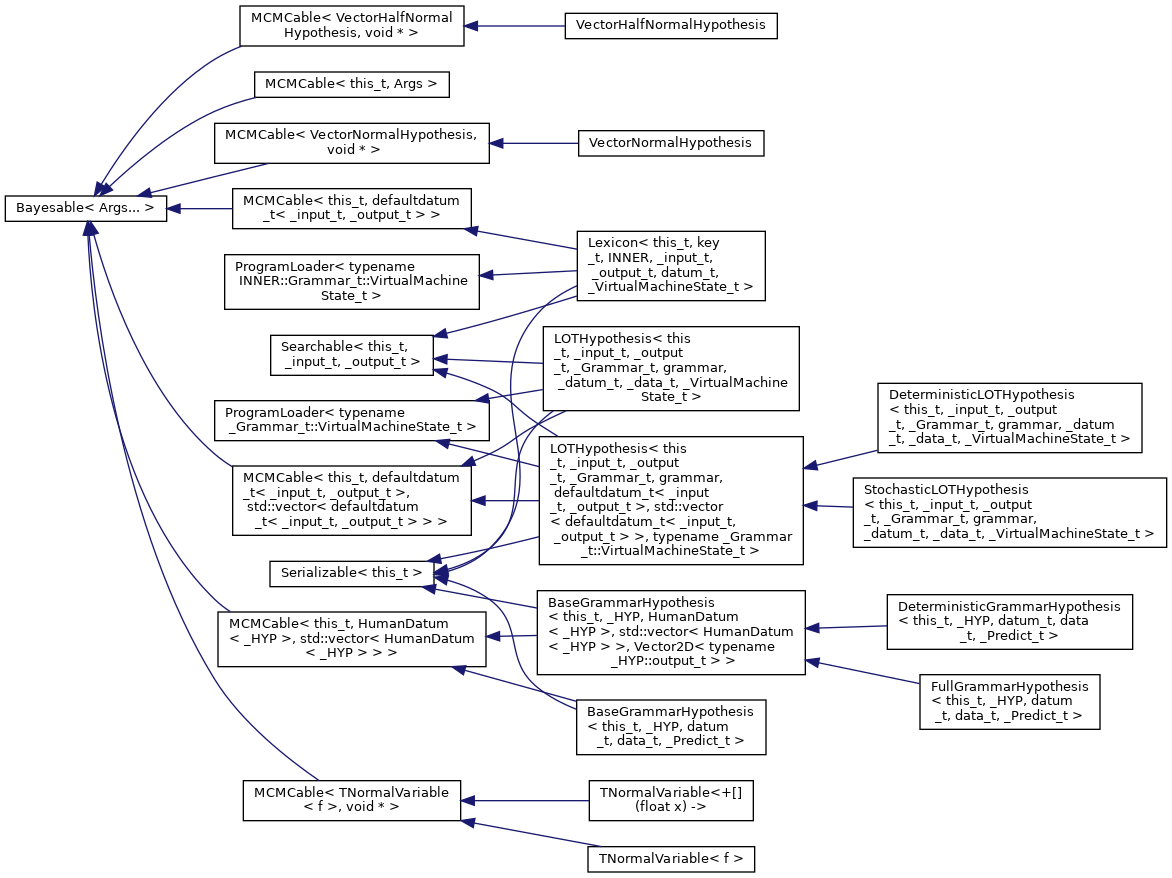 MCMCable< VectorHalfNormal
Hypothesis, void * >
VectorHalfNormalHypothesis
MCMCable< this_t, Args >
MCMCable< VectorNormalHypothesis,
void * >
VectorNormalHypothesis
Bayesable< Args... >
MCMCable< this_t, defaultdatum
_t< _input_t, _output_t > >
Lexicon< this_t, key
_t, INNER, _input_t,
_output_t, datum_t,
_VirtualMachineState_t >
ProgramLoader< typename
INNER::Grammar_t::VirtualMachine
State_t >
Searchable< this_t,
_input_t, _output_t >
LOTHypothesis< this
_t, _input_t, _output
_t, _Grammar_t, grammar,
_datum_t, _data_t, _VirtualMachine
State_t >
ProgramLoader< typename
_Grammar_t::VirtualMachineState_t >
DeterministicLOTHypothesis
< this_t, _input_t, _output
_t, _Grammar_t, grammar, _datum
_t, _data_t, _VirtualMachineState_t >
LOTHypothesis< this
_t, _input_t, _output
_t, _Grammar_t, grammar,
defaultdatum_t< _input
_t, _output_t >, std::vector
< defaultdatum_t< _input_t,
_output_t > >, typename _Grammar
_t::VirtualMachineState_t >
MCMCable< this_t, defaultdatum
_t< _input_t, _output_t >,
std::vector< defaultdatum
_t< _input_t, _output_t > > >
StochasticLOTHypothesis
< this_t, _input_t, _output
_t, _Grammar_t, grammar,
_datum_t, _data_t, _VirtualMachineState_t >
Serializable< this_t >
BaseGrammarHypothesis
< this_t, _HYP, HumanDatum
< _HYP >, std::vector< HumanDatum
< _HYP > >, Vector2D< typename
_HYP::output_t > >
DeterministicGrammarHypothesis
< this_t, _HYP, datum_t, data
_t, _Predict_t >
MCMCable< this_t, HumanDatum
< _HYP >, std::vector< HumanDatum
< _HYP > > >
FullGrammarHypothesis
< this_t, _HYP, datum
_t, data_t, _Predict_t >
BaseGrammarHypothesis
< this_t, _HYP, datum
_t, data_t, _Predict_t >
MCMCable< TNormalVariable
< f >, void * >
TNormalVariable<+[]
(float x) ->
TNormalVariable< f >